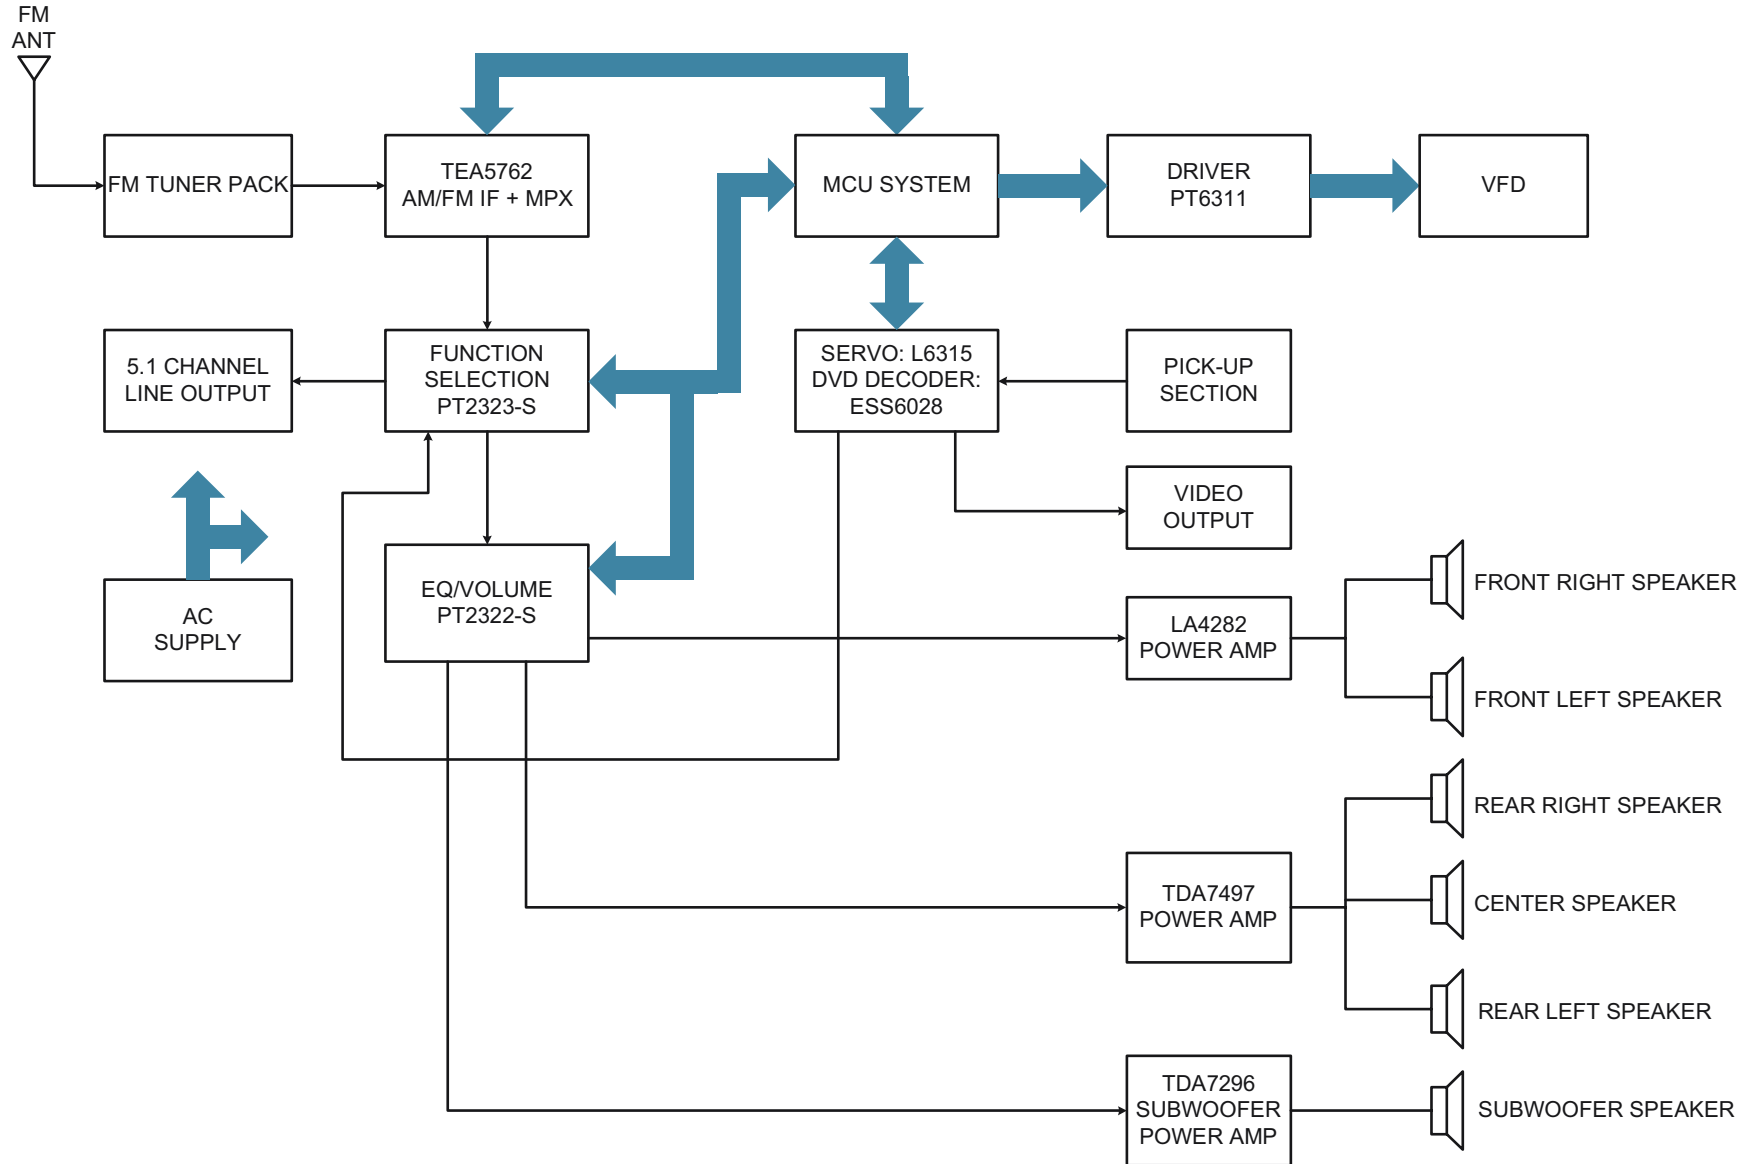 FM
ANT
FM TUNER PACK
TEA5762
AM/FM IF + MPX
MCU SYSTEM
DRIVER
PT6311
VFD
5.1 CHANNEL
LINE OUTPUT
FUNCTION
SELECTION
PT2323-S
SERVO: L6315
DVD DECODER:
ESS6028
PICK-UP
SECTION
VIDEO
OUTPUT
AC
SUPPLY
EQ/VOLUME
PT2322-S
LA4282
POWER AMP
FRONT RIGHT SPEAKER
FRONT LEFT SPEAKER
REAR RIGHT SPEAKER
TDA7497
POWER AMP
CENTER SPEAKER
REAR LEFT SPEAKER
TDA7296
SUBWOOFER
POWER AMP
SUBWOOFER SPEAKER